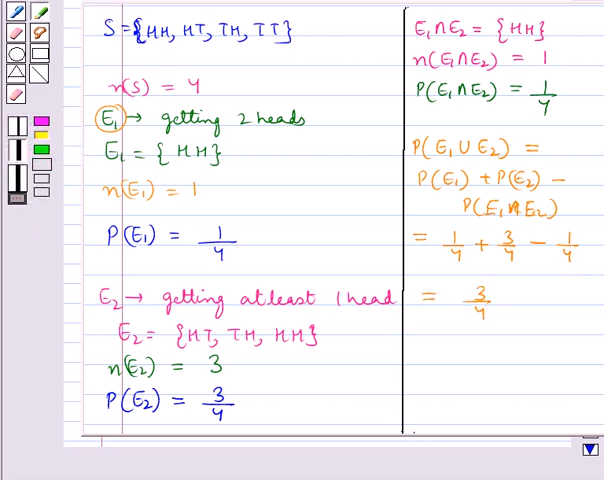 S = {HH, HT, TH, TT}
n(S) = 4
E₁ → getting 2 heads
E₁ = { HH}
n(E₁) = 1
P(E₁) = 1/4
E₂ → getting atleast 1 head
E₂ = {HT, TH, HH}
n(E₂) = 3
P(E₂) = 3/4
E₁∩E₂ = {HH}
n(E₁∩E₂) = 1
P(E₁∩E₂) = 1/4
P(E₁∪E₂) =
P(E₁) + P(E₂) −
P(E₁∩E₂)
= 1/4 + 3/4 − 1/4
= 3/4